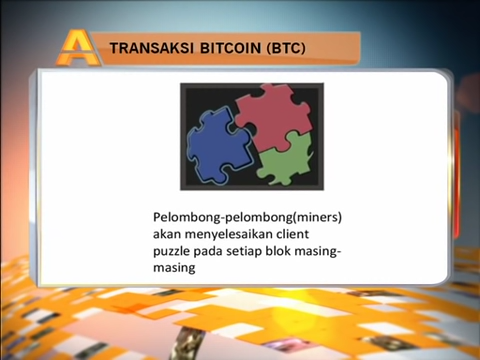 A TRANSAKSI BITCOIN (BTC)
Pelombong-pelombong(miners)
akan menyelesaikan client
puzzle pada setiap blok masing-
masing